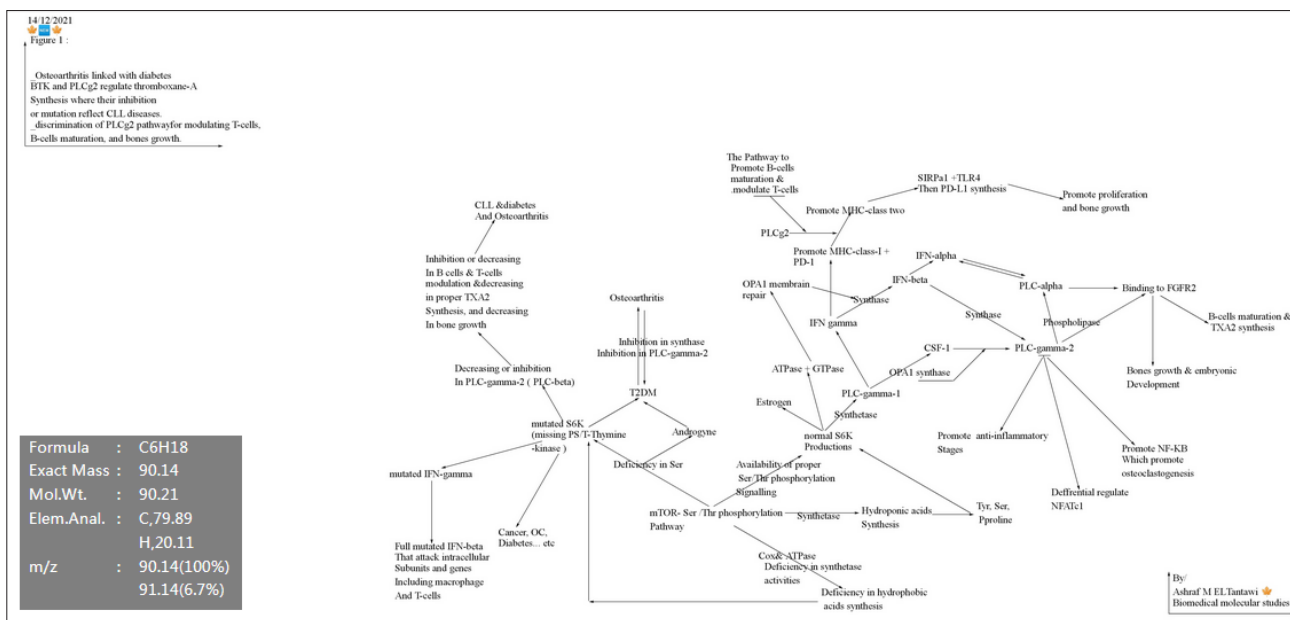 14/12/2021
Figure 1 :
_Osteoarthritis linked with diabetes
BTK and PLCg2 regulate thromboxane-A
Synthesis where their inhibition
or mutation reflect CLL diseases.
_discrimination of PLCg2 pathwayfor modulating T-cells,
B-cells maturation, and bones growth.
The Pathway to
Promote B-cells
maturation &
.modulate T-cells
SIRPa1 +TLR4
Then PD-L1 synthesis
Promote proliferation
and bone growth
CLL &diabetes
And Osteoarthritis
Promote MHC-class two
PLCg2
Promote MHC-class-I +
PD-1
Inhibition or decreasing
In B cells & T-cells
modulation &decreasing
in proper TXA2
Synthesis, and decreasing
In bone growth
IFN-alpha
IFN-beta
OPA1 membrain
repair
Synthase
PLC-alpha
Binding to FGFR2
Osteoarthritis
IFN gamma
Synthase
Phospholipase
B-cells maturation &
TXA2 synthesis
Inhibition in synthase
Inhibition in PLC-gamma-2
CSF-1
PLC-gamma-2
Decreasing or inhibition
In PLC-gamma-2 ( PLC-beta)
ATPase + GTPase
OPA1 synthase
Bones growth & embryonic
Development
T2DM
Estrogen
PLC-gamma-1
Synthetase
mutated S6K
(missing PS/T-Thymine
-kinase )
Androgyne
normal S6K
Productions
Promote anti-inflammatory
Stages
Promote NF-KB
Which promote
osteoclastogenesis
Deficiency in Ser
Availability of proper
Ser/Thr phosphorylation
Signalling
mutated IFN-gamma
Deffrential regulate
NFATc1
mTOR- Ser /Thr phosphorylation
Pathway
Synthetase
Hydroponic acids
Synthesis
Tyr, Ser,
Pproline
Cancer, OC,
Diabetes... etc
Full mutated IFN-beta
That attack intracellular
Subunits and genes
Including macrophage
And T-cells
Cox& ATPase
Deficiency in synthetase
activities
Deficiency in hydrophobic
acids synthesis
Formula : C6H18
Exact Mass : 90.14
Mol.Wt. : 90.21
Elem.Anal. : C,79.89
H,20.11
m/z : 90.14(100%)
91.14(6.7%)
By/
Ashraf M ELTantawi
Biomedical molecular studies